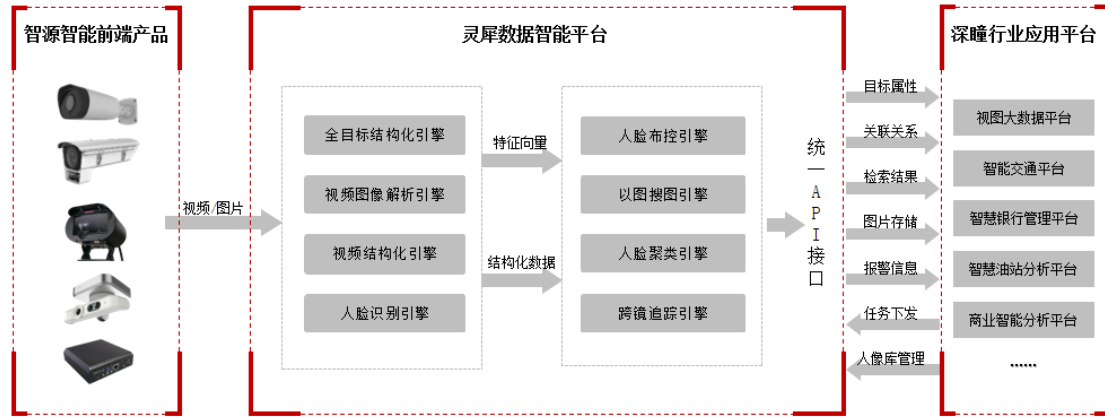 智源智能前端产品
灵犀数据智能平台
深瞳行业应用平台
视频/图片
全目标结构化引擎
视频图像解析引擎
视频结构化引擎
人脸识别引擎
特征向量
结构化数据
人脸布控引擎
以图搜图引擎
人脸聚类引擎
跨镜追踪引擎
统一API接口
目标属性
关联关系
检索结果
图片存储
报警信息
任务下发
人像库管理
视图大数据平台
智能交通平台
智慧银行管理平台
智慧油站分析平台
商业智能分析平台
......